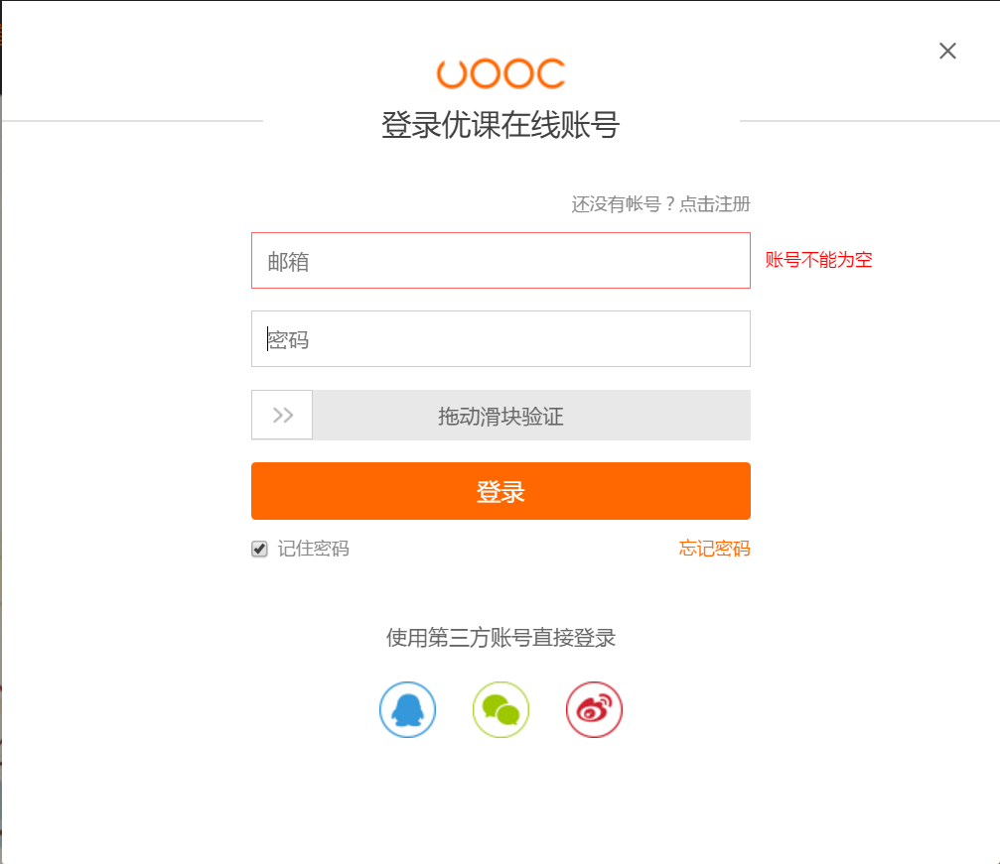 UOOC
登录优课在线账号
还没有帐号？点击注册
邮箱
账号不能为空
密码
拖动滑块验证
登录
记住密码
忘记密码
使用第三方账号直接登录